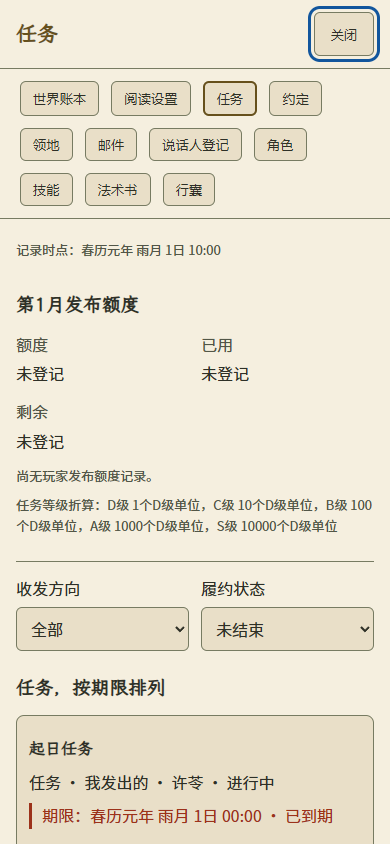 任务
关闭
世界账本 阅读设置 任务 约定
领地 邮件 说话人登记 角色
技能 法术书 行囊
记录时点：春历元年 雨月 1日 10:00
第1月发布额度
额度 已用
未登记 未登记
剩余
未登记
尚无玩家发布额度记录。
任务等级折算：D级 1个D级单位，C级 10个D级单位，B级 100
个D级单位，A级 1000个D级单位，S级 10000个D级单位
收发方向 履约状态
全部 未结束
任务，按期限排列
起日任务
任务 · 我发出的 · 许苓 · 进行中
期限：春历元年 雨月 1日 00:00 · 已到期